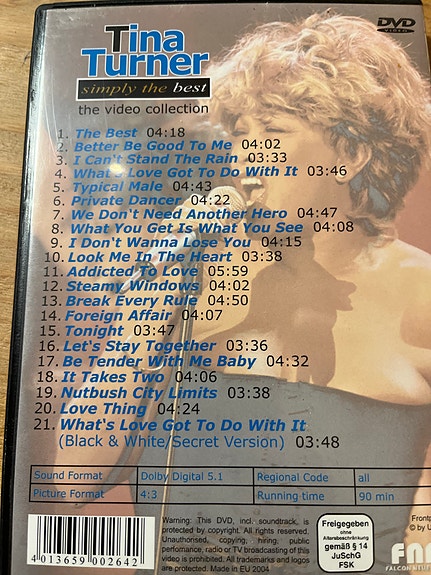 DVD
VIDEO
Tina
Turner
simply the best
the video collection
1. The Best 04:18
2. Better Be Good To Me 04:02
3. I Can't Stand The Rain 03:33
4. What's Love Got To Do With It 03:46
5. Typical Male 04:43
6. Private Dancer 04:22
7. We Don't Need Another Hero 04:47
8. What You Get Is What You See 04:08
9. I Don't Wanna Lose You 04:15
10. Look Me In The Heart 03:38
11. Addicted To Love 05:59
12. Steamy Windows 04:02
13. Break Every Rule 04:50
14. Foreign Affair 04:07
15. Tonight 03:47
16. Let's Stay Together 03:36
17. Be Tender With Me Baby 04:32
18. It Takes Two 04:06
19. Nutbush City Limits 03:38
20. Love Thing 04:24
21. What's Love Got To Do With It
(Black & White/Secret Version) 03:48
Sound Format Dolby Digital 5.1 Regional Code all
Picture Format 4:3 Running time 90 min
Warning: This DVD, incl. soundtrack, is
protected by copyright. All rights reserved.
Unauthorised, copying, hiring, public
performance, radio or TV broadcasting of this
video is prohibited. All trademarks and logos
are protected. Made in EU 2004
4 013659 002642
Freigegeben
ohne
Altersbeschränkung
gemäß § 14
JuSchG
FSK
Frontp
© by U
FALCON NEUE